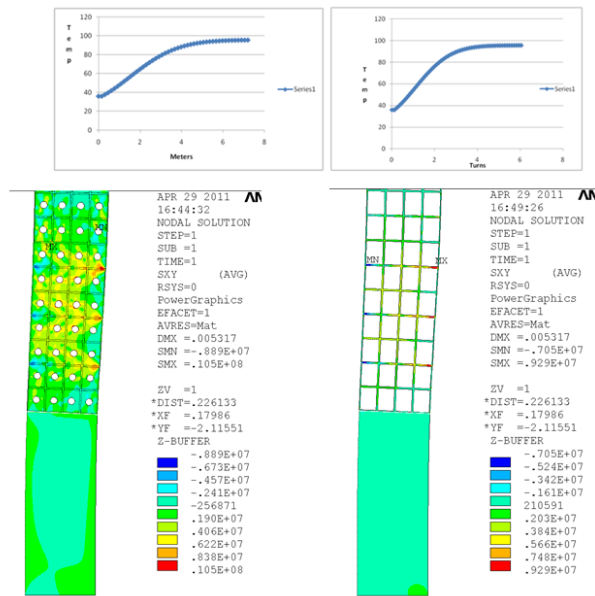 Temp
120
100
80
60
40
20
0
0 2 4 6 8
Meters
Series1
Temp
120
100
80
60
40
20
0
0 2 4 6 8
Turns
Series1
APR 29 2011
16:44:32
NODAL SOLUTION
STEP=1
SUB =1
TIME=1
SXY (AVG)
RSYS=0
PowerGraphics
EFACET=1
AVRES=Mat
DMX =.005317
SMN =-.889E+07
SMX =.105E+08
ZV =1
*DIST=.226133
*XF =.17986
*YF =-2.11551
Z-BUFFER
-.889E+07
-.673E+07
-.457E+07
-.241E+07
-256871
.190E+07
.406E+07
.622E+07
.838E+07
.105E+08
MN
MX
AN
APR 29 2011
16:49:26
NODAL SOLUTION
STEP=1
SUB =1
TIME=1
SXY (AVG)
RSYS=0
PowerGraphics
EFACET=1
AVRES=Mat
DMX =.005317
SMN =-.705E+07
SMX =.929E+07
ZV =1
*DIST=.226133
*XF =.17986
*YF =-2.11551
Z-BUFFER
-.705E+07
-.524E+07
-.342E+07
-.161E+07
210591
.203E+07
.384E+07
.566E+07
.748E+07
.929E+07
MN
MX
AN